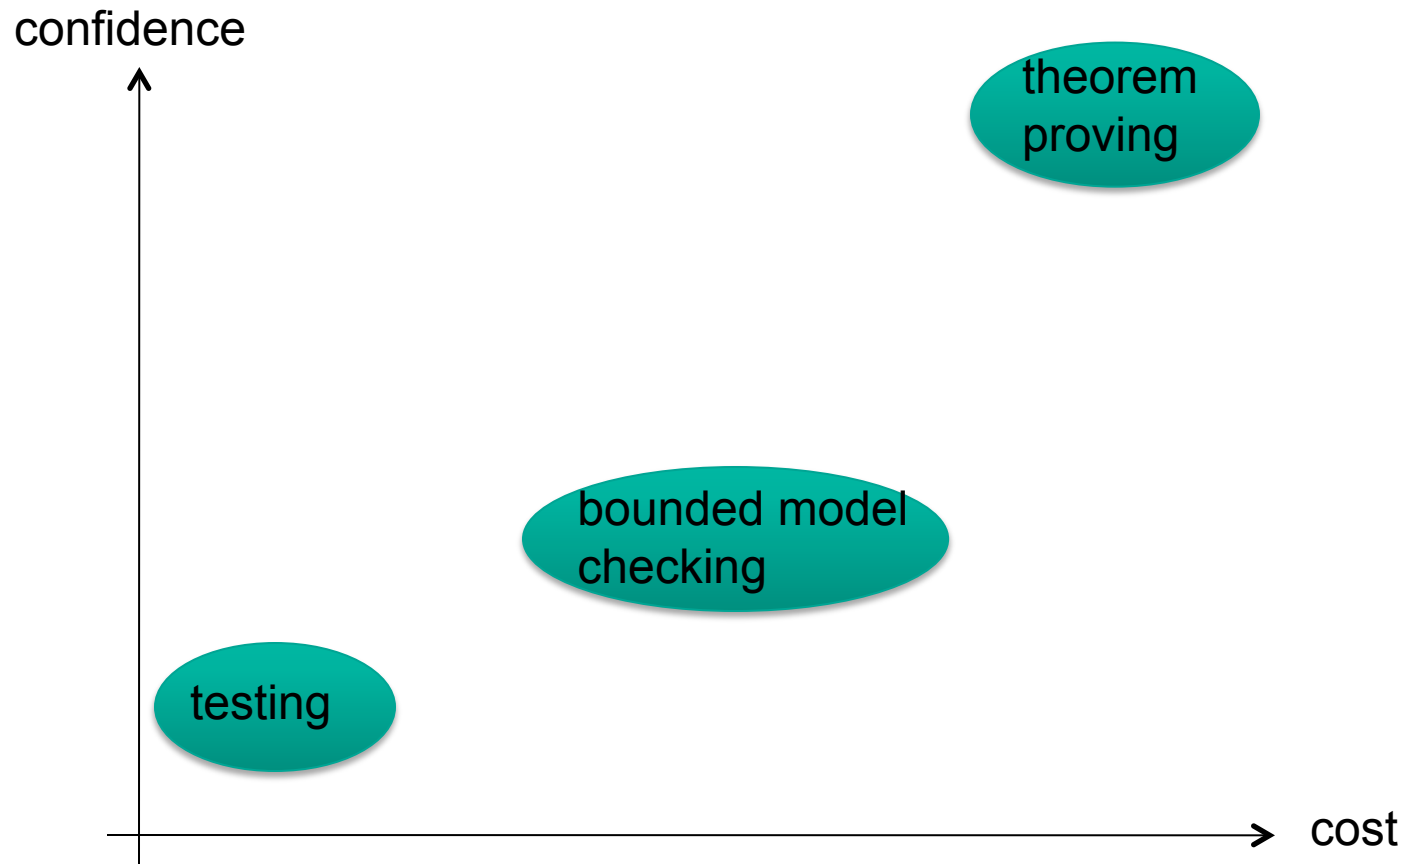 confidence
theorem
proving
bounded model
checking
testing
cost